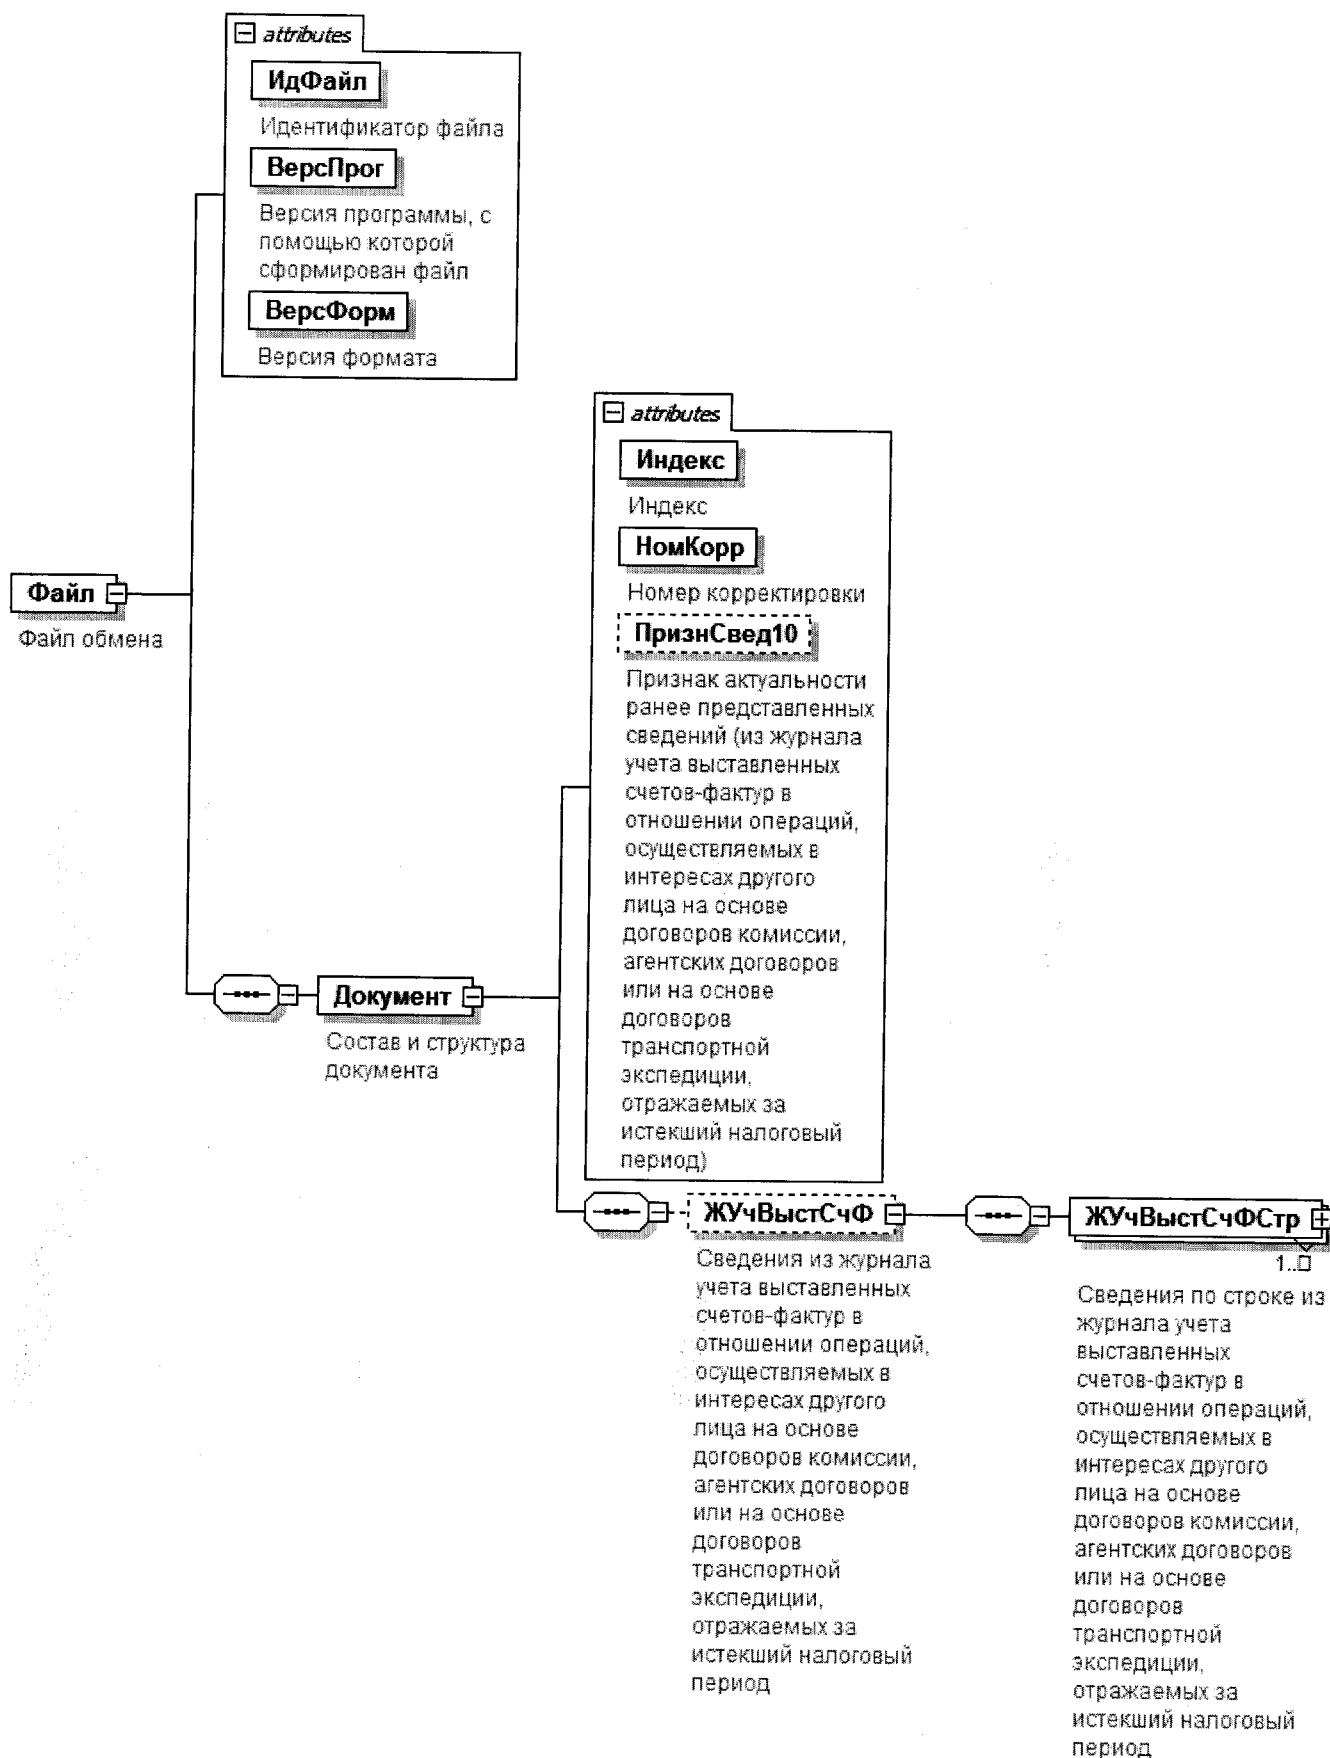 attributes
ИдФайл
Идентификатор файла
ВерсПрог
Версия программы, с
помощью которой
сформирован файл
ВерсФорм
Версия формата
attributes
Индекс
Индекс
НомКорр
Номер корректировки
ПризнСвед10
Признак актуальности
ранее представленных
сведений (из журнала
учета выставленных
счетов-фактур в
отношении операций,
осуществляемых в
интересах другого
лица на основе
договоров комиссии,
агентских договоров
или на основе
договоров
транспортной
экспедиции,
отражаемых за
истекший налоговый
период)
Файл
Файл обмена
Документ
Состав и структура
документа
ЖУчВыстСчФ
Сведения из журнала
учета выставленных
счетов-фактур в
отношении операций,
осуществляемых в
интересах другого
лица на основе
договоров комиссии,
агентских договоров
или на основе
договоров
транспортной
экспедиции,
отражаемых за
истекший налоговый
период
ЖУчВыстСчФСтр
1..□
Сведения по строке из
журнала учета
выставленных
счетов-фактур в
отношении операций,
осуществляемых в
интересах другого
лица на основе
договоров комиссии,
агентских договоров
или на основе
договоров
транспортной
экспедиции,
отражаемых за
истекший налоговый
период